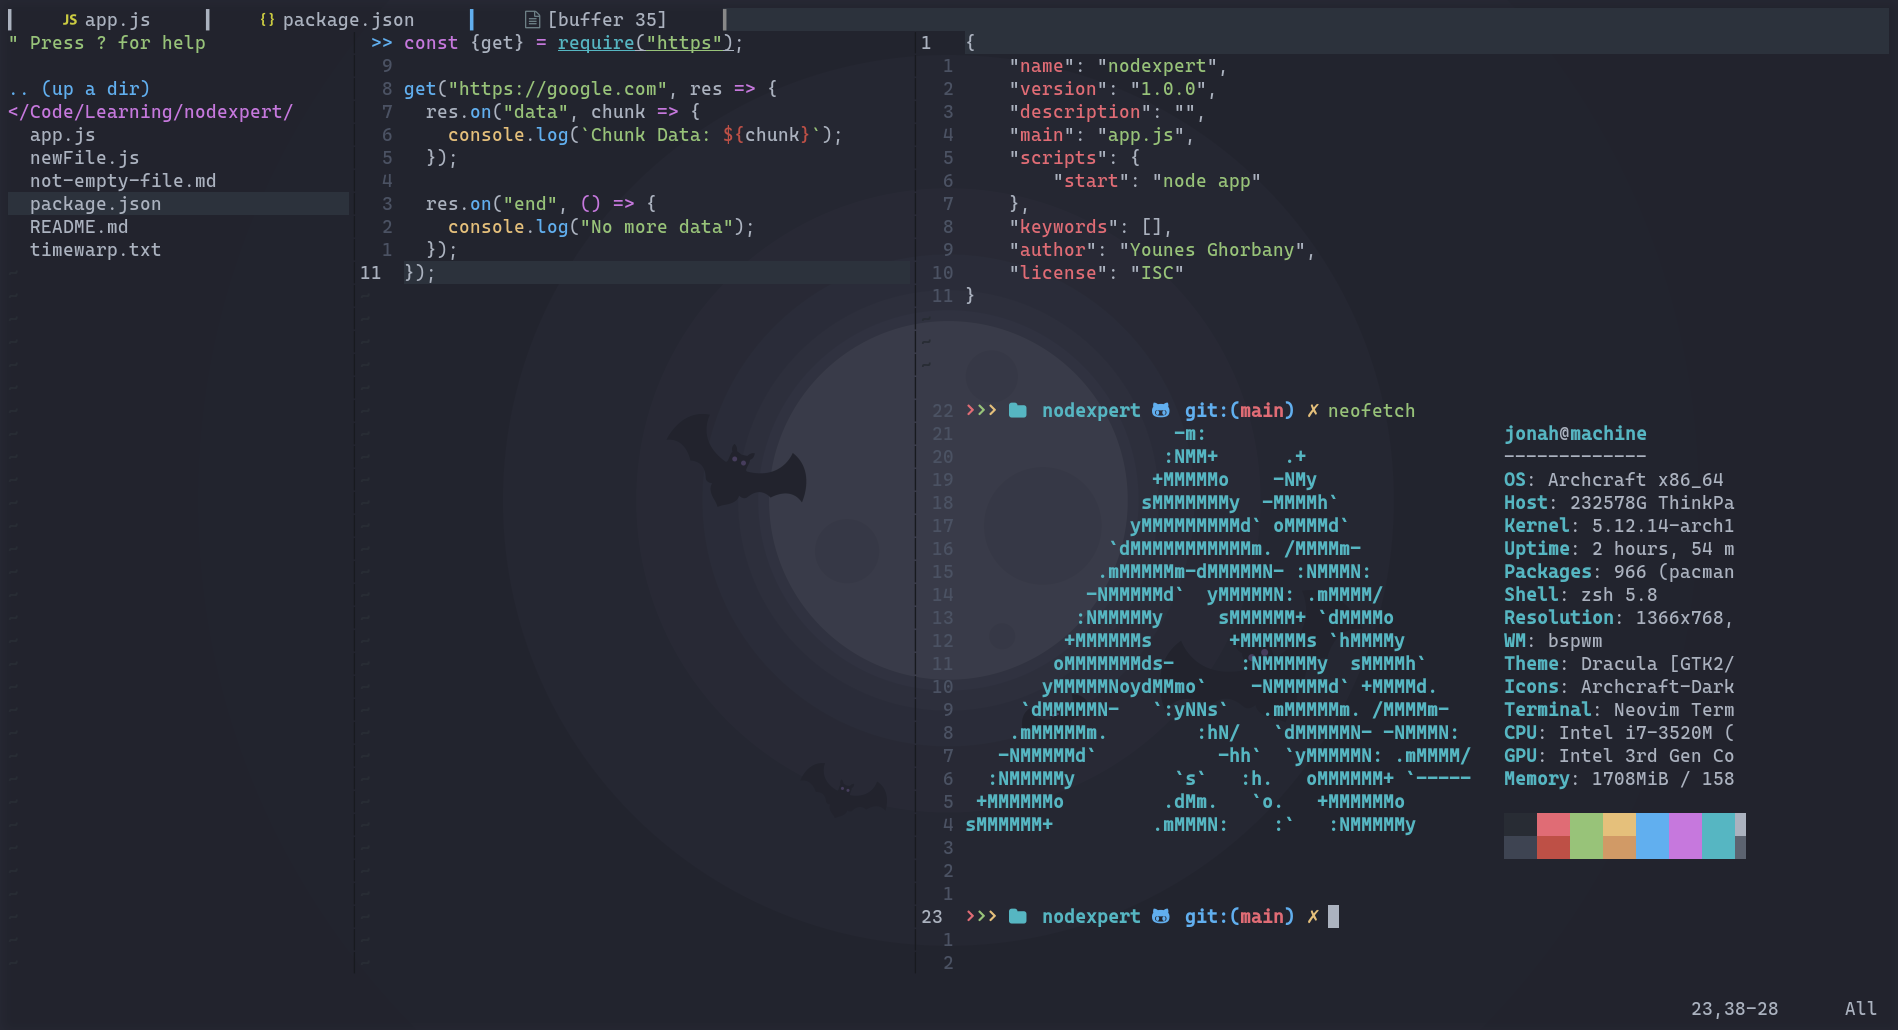 JS app.js {} package.json [buffer 35]
" Press ? for help
.. (up a dir)
</Code/Learning/nodexpert/
app.js
newFile.js
not-empty-file.md
package.json
README.md
timewarp.txt
>> const {get} = require("https");
9
8 get("https://google.com", res => {
7   res.on("data", chunk => {
6     console.log(`Chunk Data: ${chunk}`);
5   });
4
3   res.on("end", () => {
2     console.log("No more data");
1   });
11 });
1 {
1     "name": "nodexpert",
2     "version": "1.0.0",
3     "description": "",
4     "main": "app.js",
5     "scripts": {
6         "start": "node app"
7     },
8     "keywords": [],
9     "author": "Younes Ghorbany",
10     "license": "ISC"
11 }
22 >>> nodexpert git:(main) ✗ neofetch
21                    -m:
20                   :NMM+      .+
19                  +MMMMMo    -NMy
18                 sMMMMMMMy  -MMMMh`
17                yMMMMMMMMMd` oMMMMd`
16              `dMMMMMMMMMMMm. /MMMMm-
15             .mMMMMMm-dMMMMMN- :NMMMN:
14            -NMMMMMd`  yMMMMMN: .mMMMM/
13           :NMMMMMy     sMMMMMM+ `dMMMMo
12          +MMMMMMs       +MMMMMMs `hMMMMy
11         oMMMMMMMds-      :NMMMMMy  sMMMMh`
10        yMMMMMNoydMMmo`    -NMMMMMd` +MMMMd.
9      `dMMMMMN-   `:yNNs`   .mMMMMMm. /MMMMm-
8     .mMMMMMm.        :hN/   `dMMMMMN- -NMMMN:
7    -NMMMMMd`           -hh`  `yMMMMMN: .mMMMM/
6   :NMMMMMy         `s`   :h.   oMMMMMM+ `-----
5  +MMMMMMo         .dMm.   `o.   +MMMMMMo
4 sMMMMMM+         .mMMMN:    :`   :NMMMMMy
3
2
1
jonah@machine
-------------
OS: Archcraft x86_64
Host: 232578G ThinkPa
Kernel: 5.12.14-arch1
Uptime: 2 hours, 54 m
Packages: 966 (pacman
Shell: zsh 5.8
Resolution: 1366x768,
WM: bspwm
Theme: Dracula [GTK2/
Icons: Archcraft-Dark
Terminal: Neovim Term
CPU: Intel i7-3520M (
GPU: Intel 3rd Gen Co
Memory: 1708MiB / 158
23 >>> nodexpert git:(main) ✗
1
2
23,38-28 All